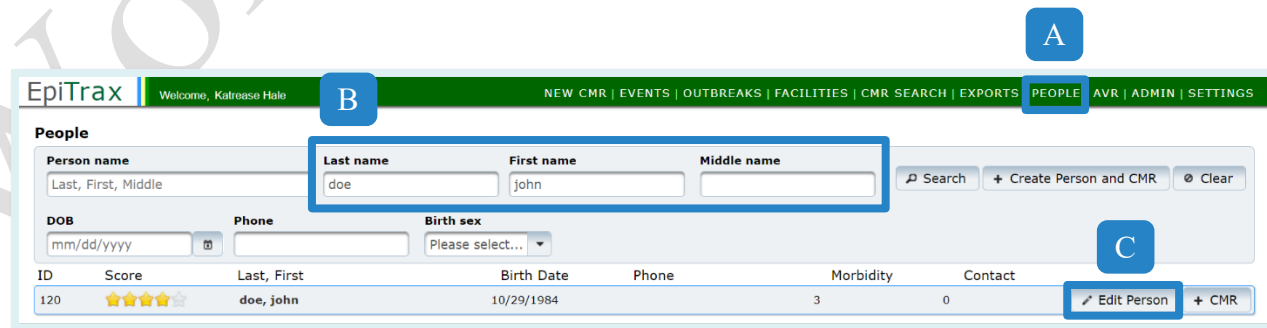 A
EpiTrax Welcome, Katrease Hale B NEW CMR | EVENTS | OUTBREAKS | FACILITIES | CMR SEARCH | EXPORTS PEOPLE AVR | ADMIN | SETTINGS
People
Person name Last name First name Middle name
Last, First, Middle doe john Search + Create Person and CMR Clear
DOB Phone Birth sex
mm/dd/yyyy Please select... C
ID Score Last, First Birth Date Phone Morbidity Contact
120 doe, john 10/29/1984 3 0 Edit Person + CMR